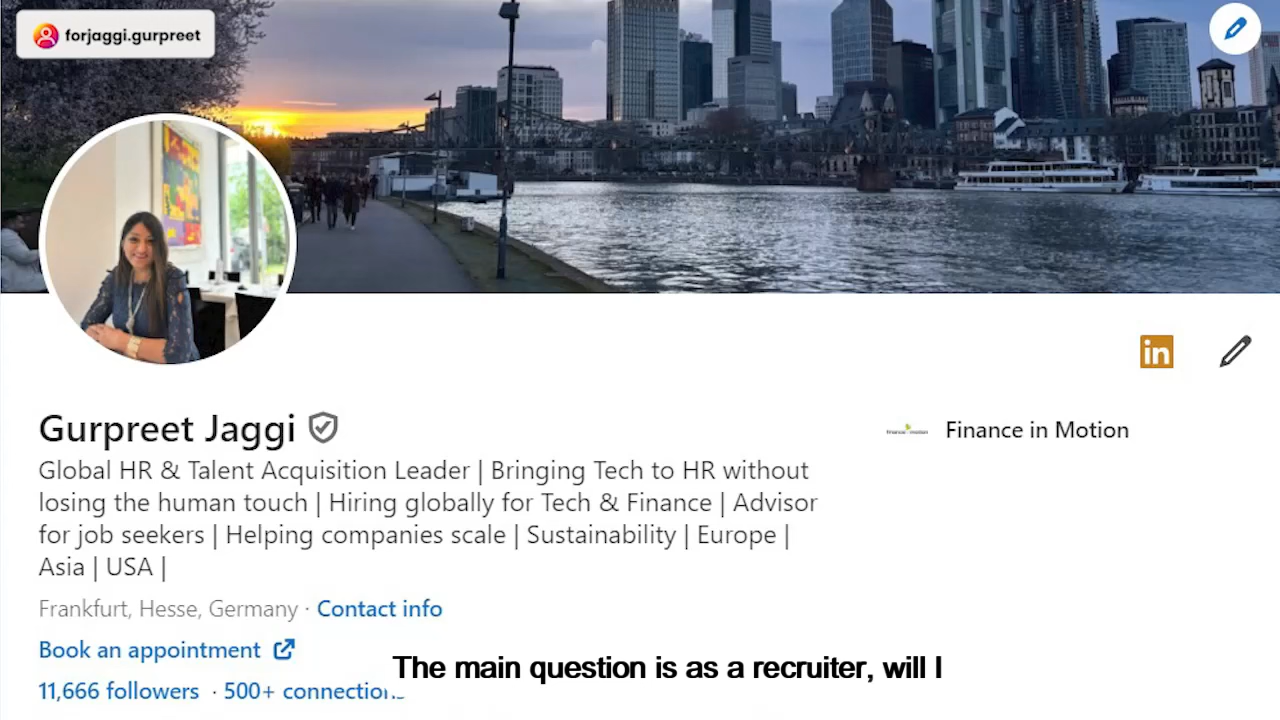 forjaggi.gurpreet
in
Gurpreet Jaggi
Finance in Motion
Global HR & Talent Acquisition Leader | Bringing Tech to HR without
losing the human touch | Hiring globally for Tech & Finance | Advisor
for job seekers | Helping companies scale | Sustainability | Europe |
Asia | USA |
Frankfurt, Hesse, Germany · Contact info
Book an appointment
The main question is as a recruiter, will I
11,666 followers · 500+ connections